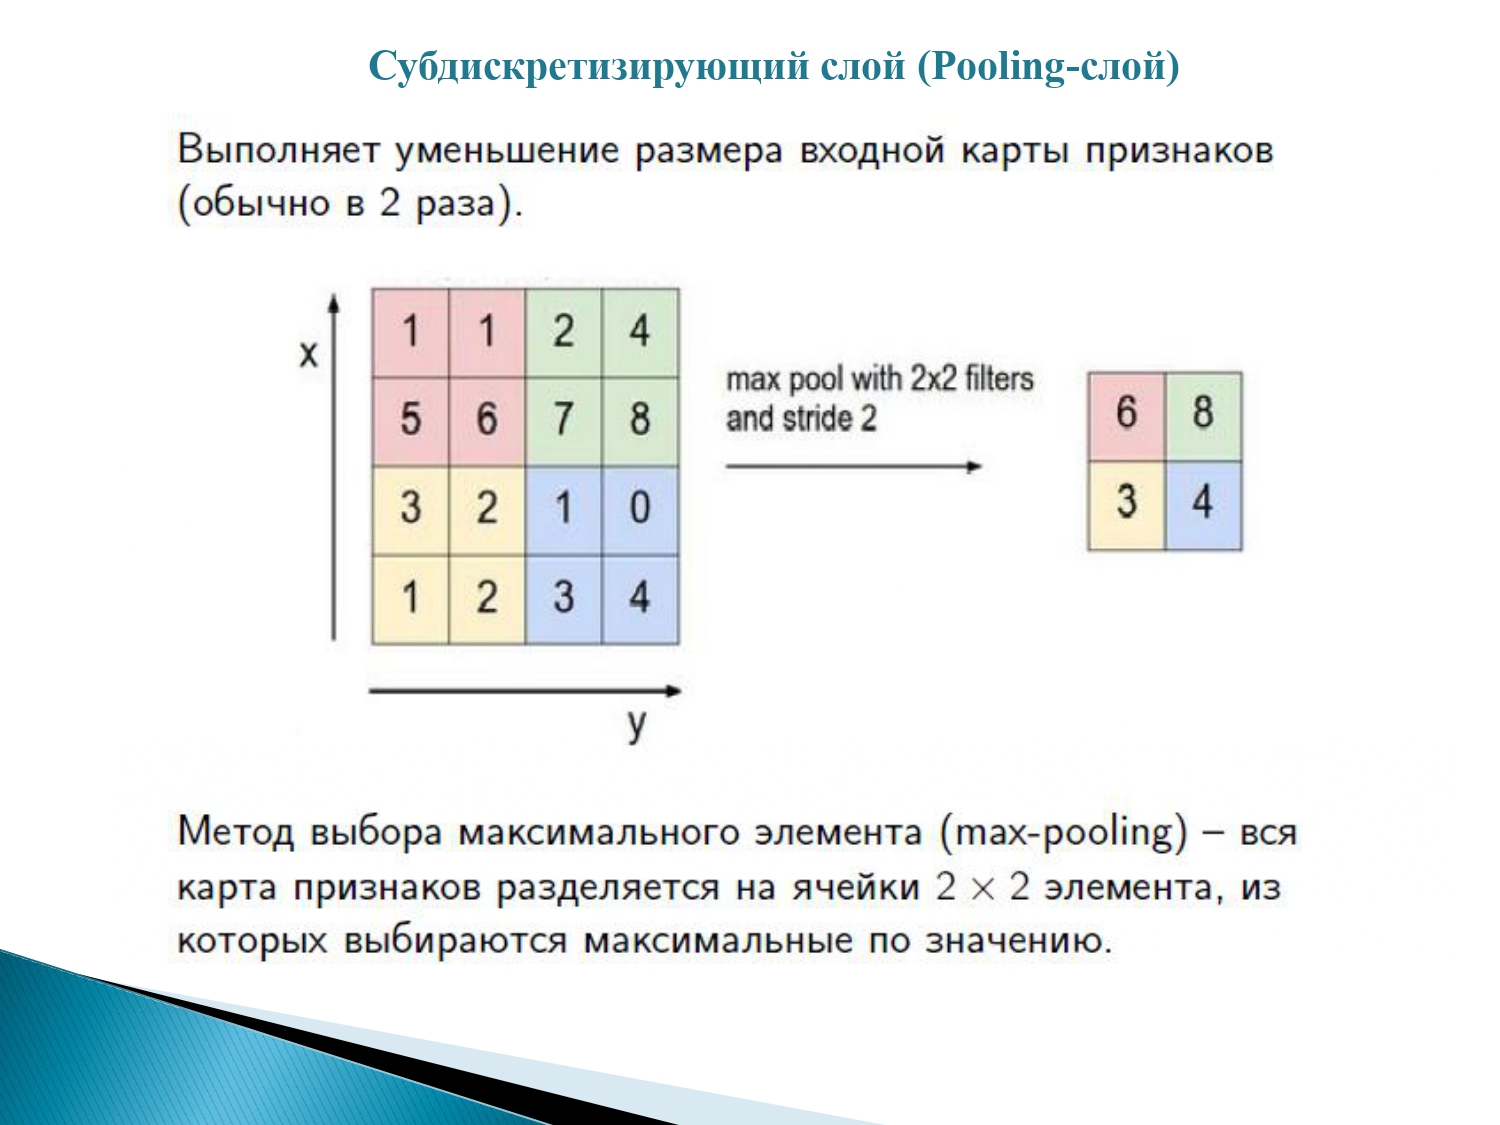 Субдискретизирующий слой (Pooling-слой)
Выполняет уменьшение размера входной карты признаков
(обычно в 2 раза).
x
1 1 2 4
5 6 7 8
3 2 1 0
1 2 3 4
y
max pool with 2x2 filters
and stride 2
6 8
3 4
Метод выбора максимального элемента (max-pooling) – вся
карта признаков разделяется на ячейки 2 × 2 элемента, из
которых выбираются максимальные по значению.